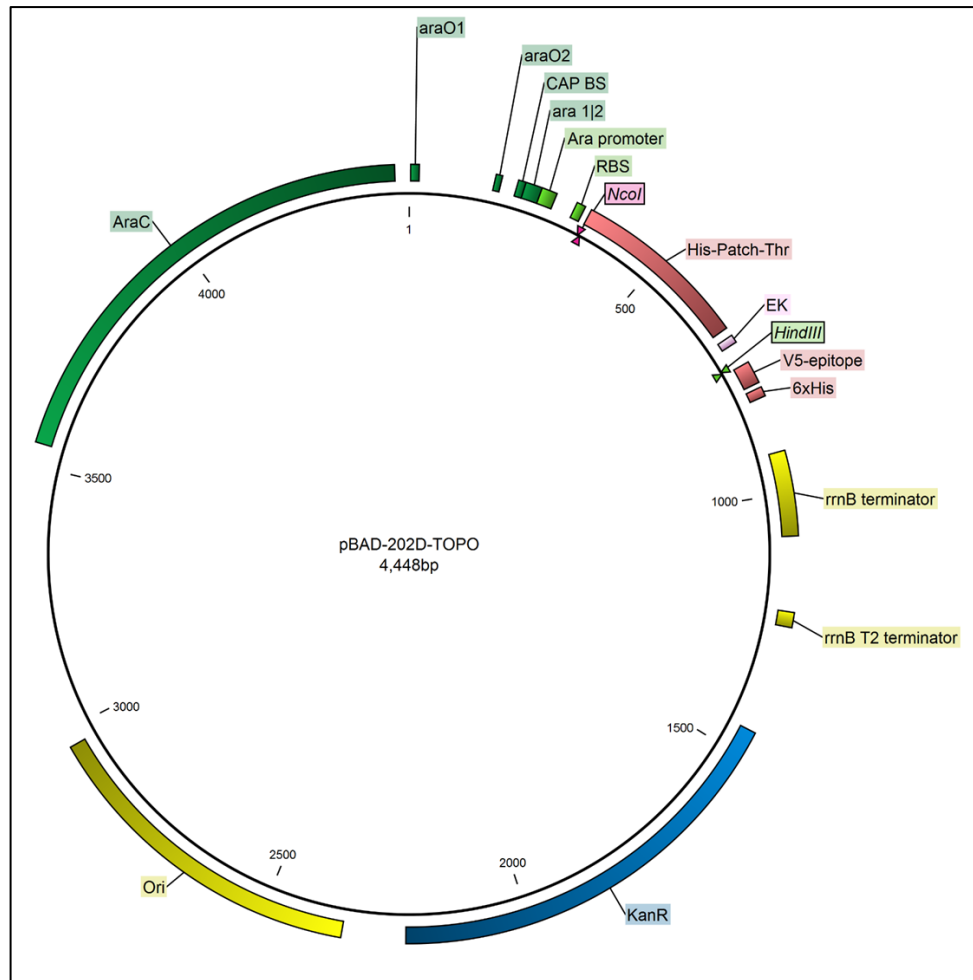 araO1
araO2
CAP BS
ara 1|2
Ara promoter
RBS
NcoI
AraC
1
His-Patch-Thr
4000
500
EK
HindIII
V5-epitope
6xHis
3500
1000
rrnB terminator
pBAD-202D-TOPO
4,448bp
rrnB T2 terminator
3000
1500
2500
2000
Ori
KanR